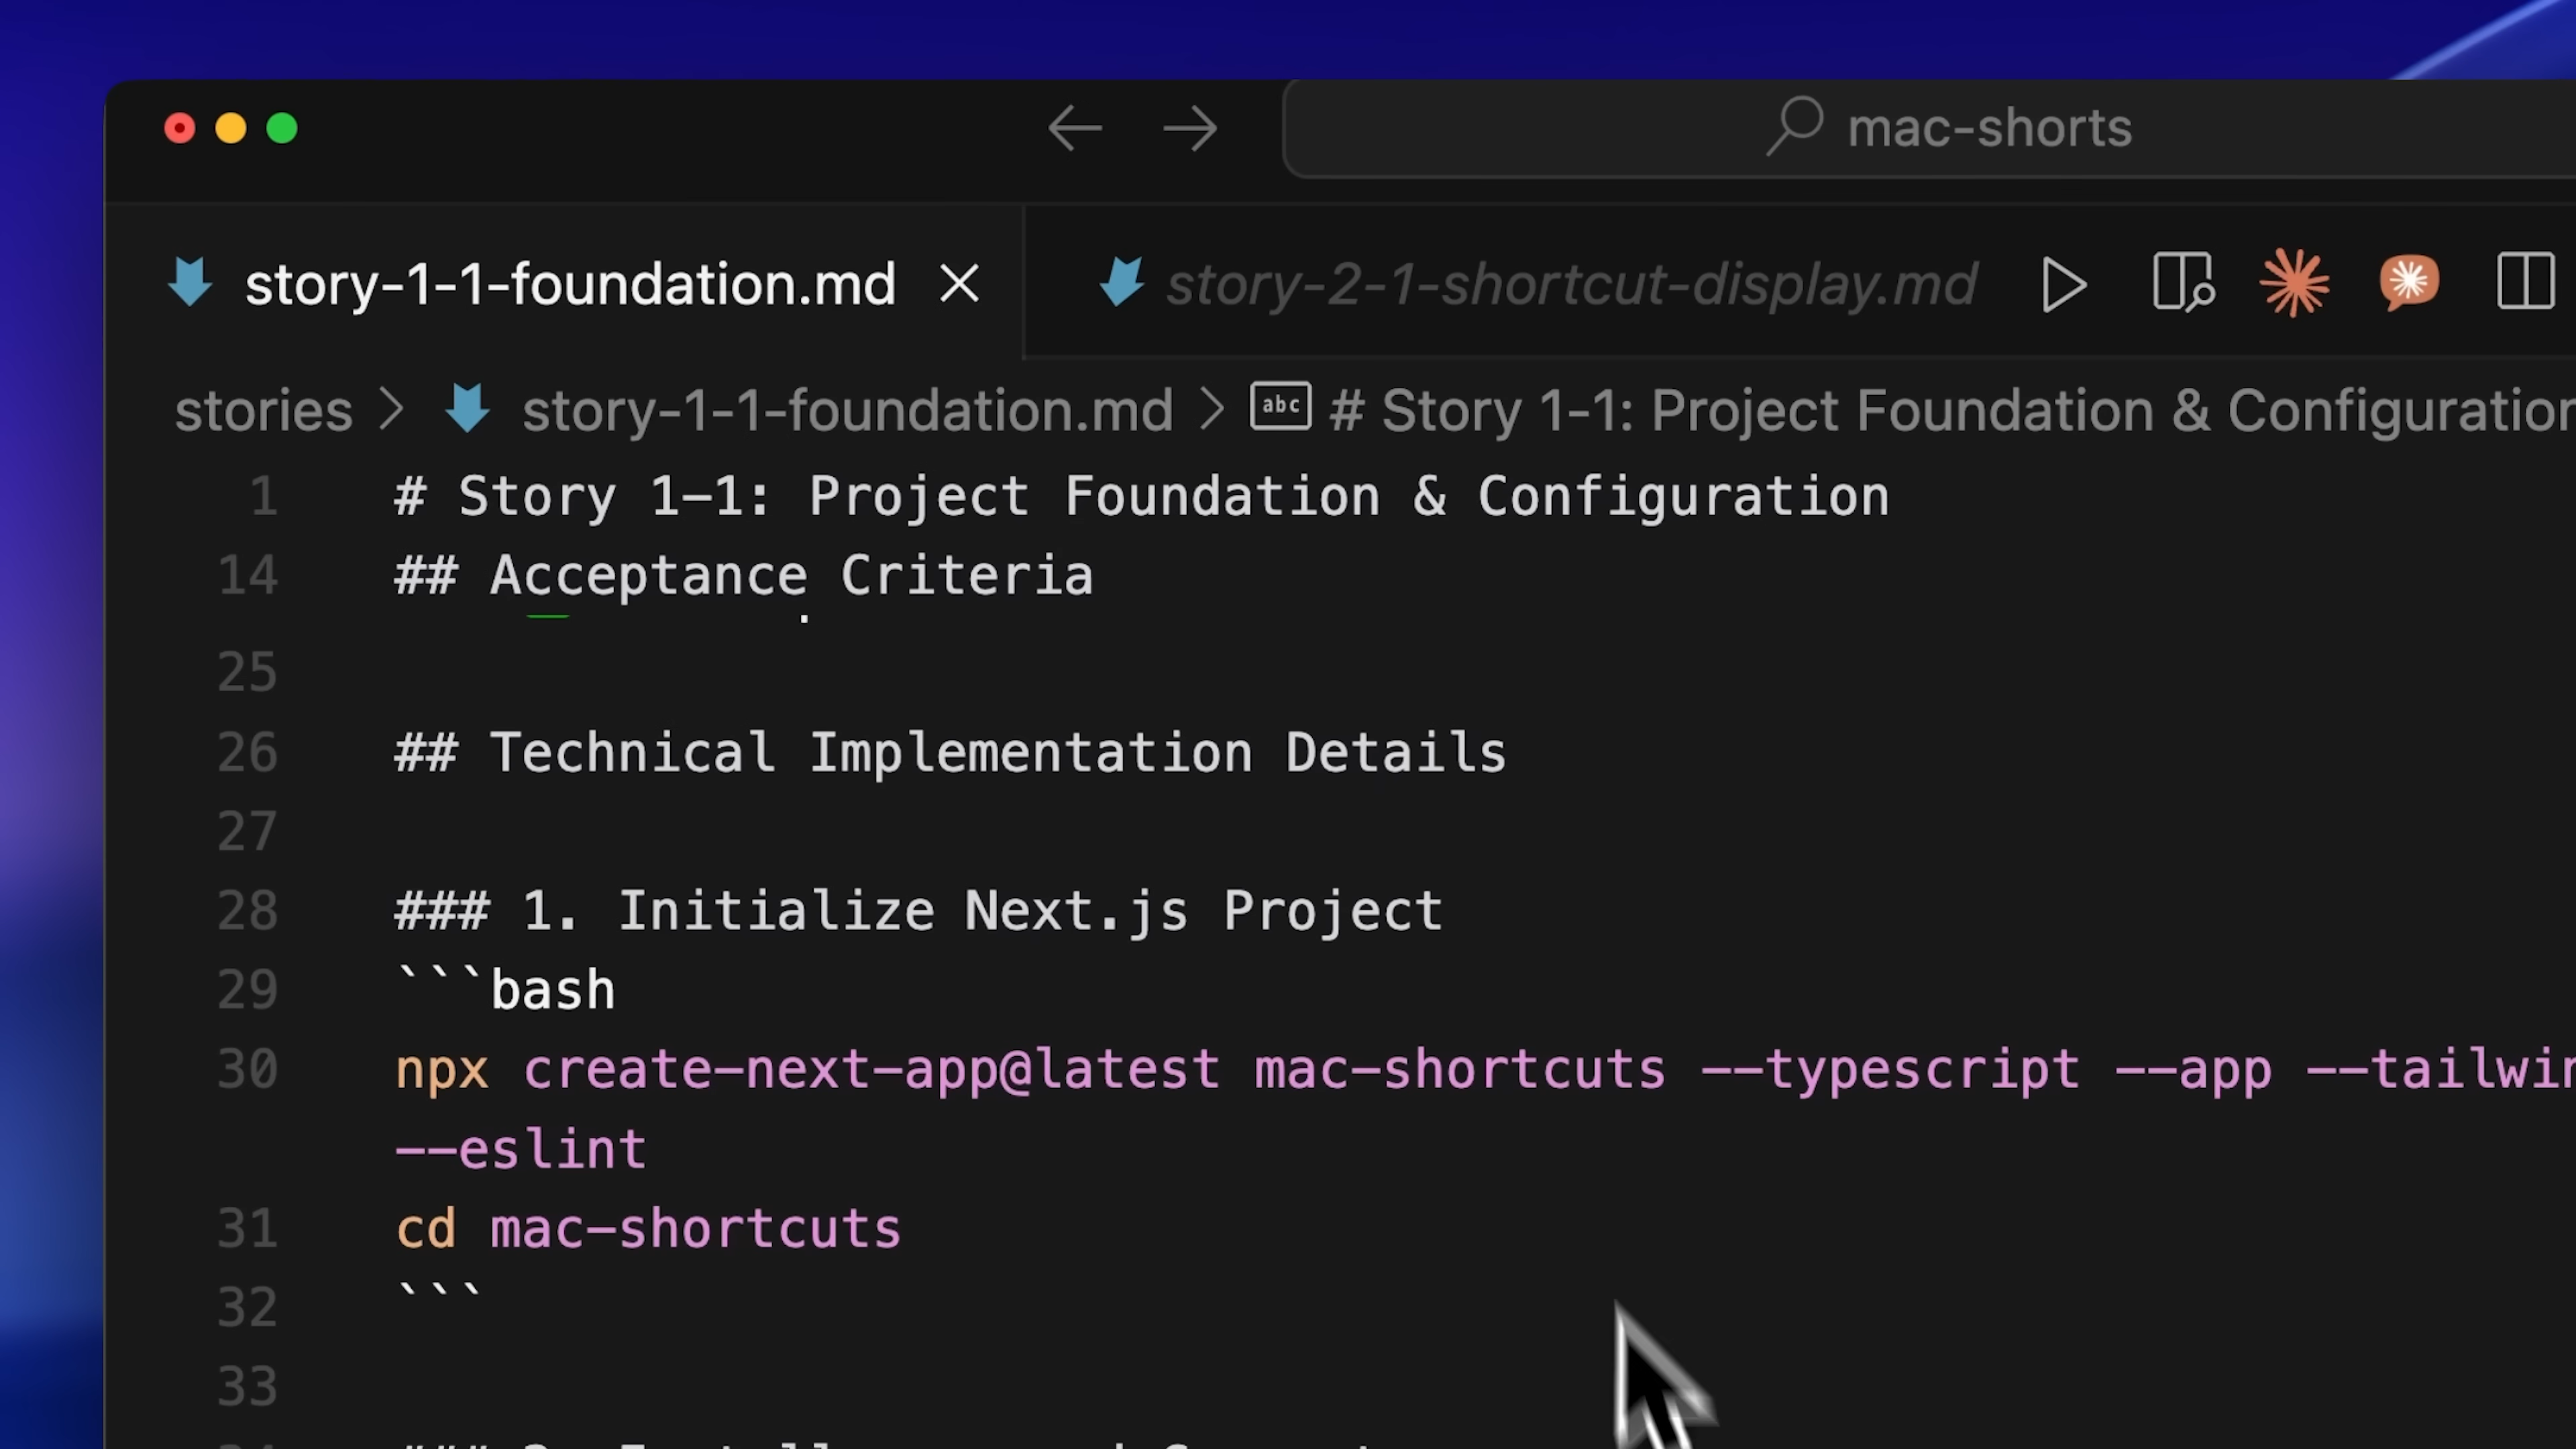 mac-shorts
story-1-1-foundation.md
story-2-1-shortcut-display.md
stories > story-1-1-foundation.md > abc # Story 1-1: Project Foundation & Configuration
1 # Story 1-1: Project Foundation & Configuration
14 ## Acceptance Criteria
25
26 ## Technical Implementation Details
27
28 ### 1. Initialize Next.js Project
29 ```bash
30 npx create-next-app@latest mac-shortcuts --typescript --app --tailwin
--eslint
31 cd mac-shortcuts
32 ```
33